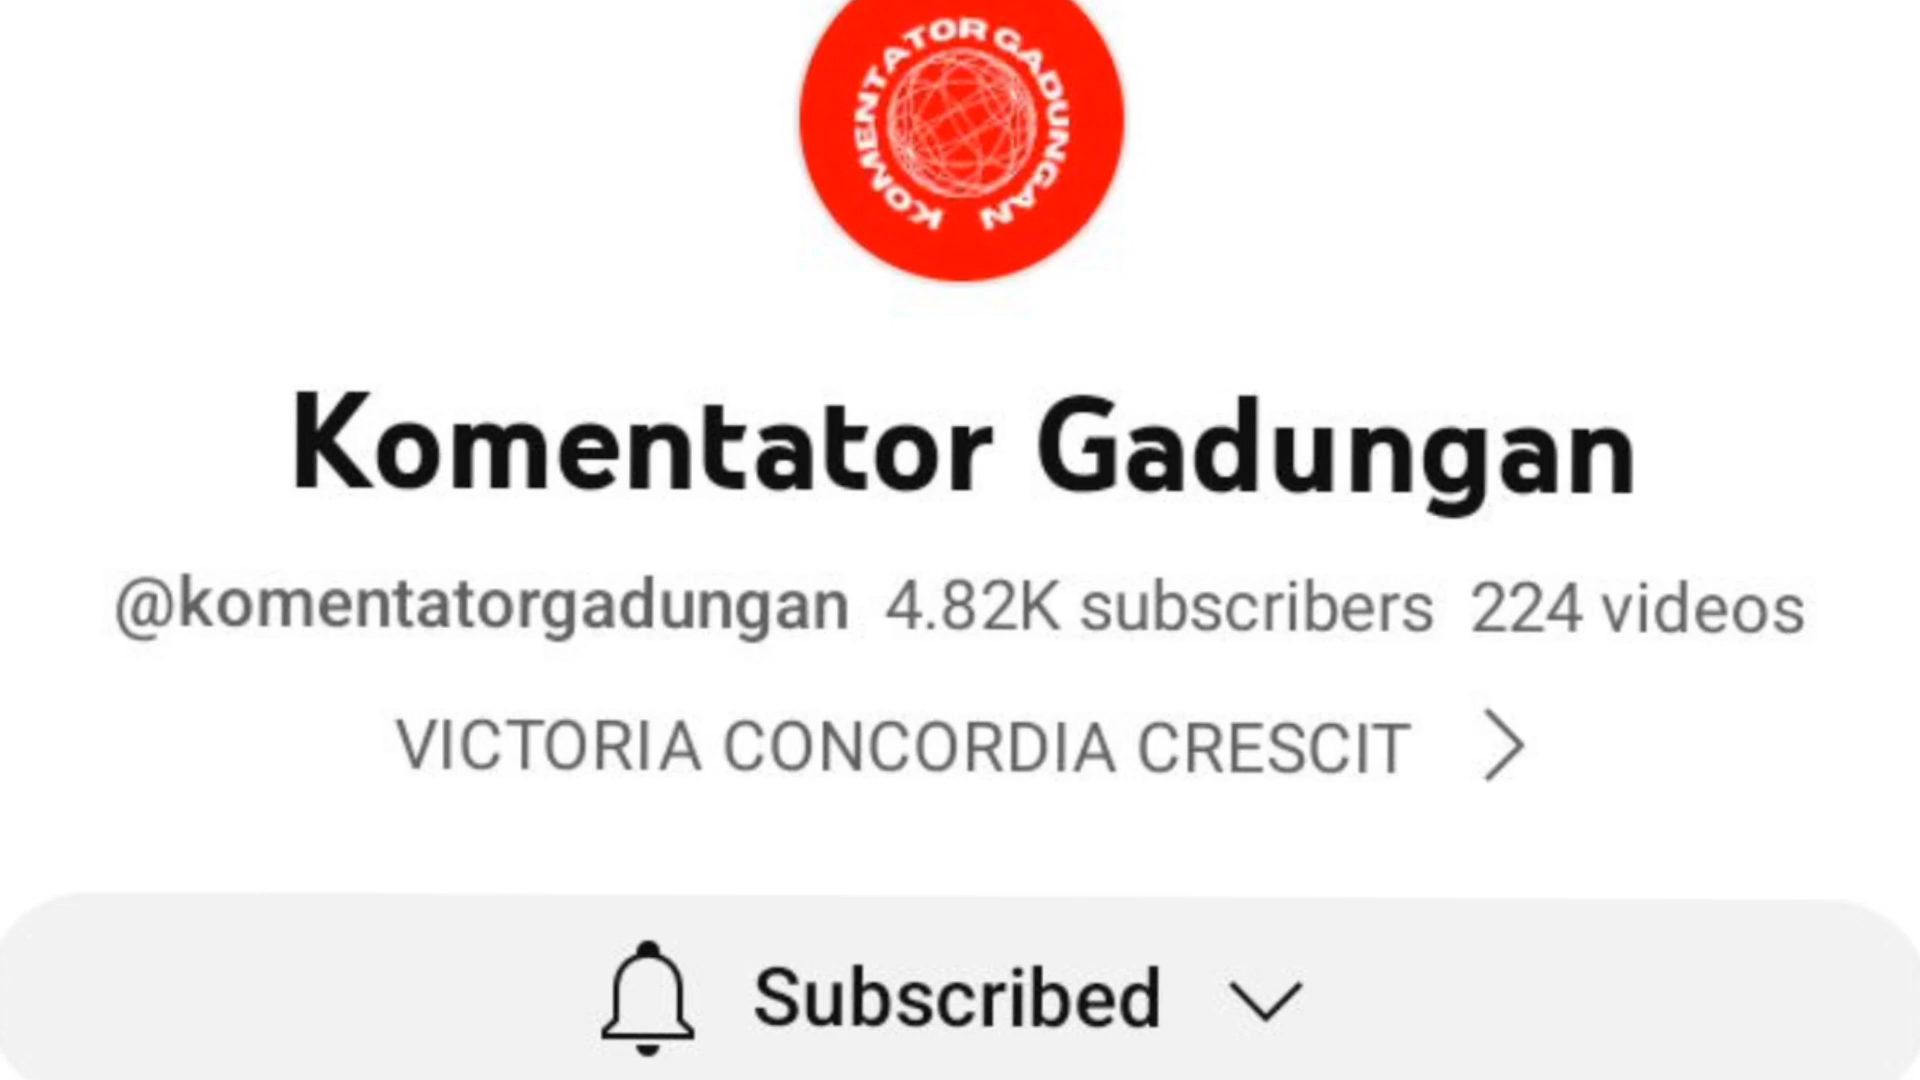 KOMENTATOR GADUNGAN
Komentator Gadungan
@komentatorgadungan 4.82K subscribers 224 videos
VICTORIA CONCORDIA CRESCIT
Subscribed